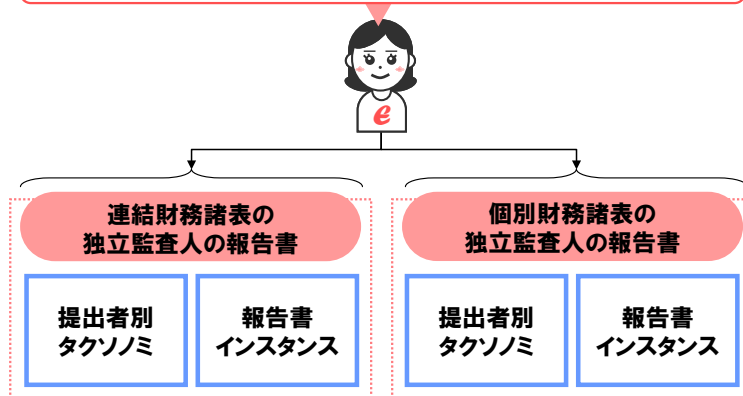 e
連結財務諸表の
独立監査人の報告書
個別財務諸表の
独立監査人の報告書
提出者別
タクソノミ
報告書
インスタンス
提出者別
タクソノミ
報告書
インスタンス